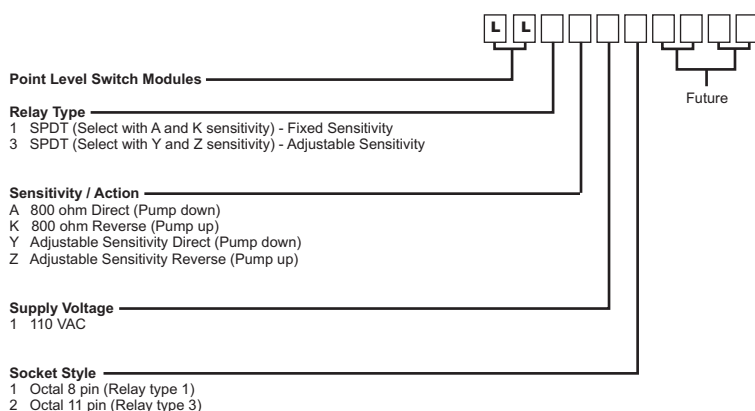 L L
Point Level Switch Modules
Future
Relay Type
1 SPDT (Select with A and K sensitivity) - Fixed Sensitivity
3 SPDT (Select with Y and Z sensitivity) - Adjustable Sensitivity
Sensitivity / Action
A 800 ohm Direct (Pump down)
K 800 ohm Reverse (Pump up)
Y Adjustable Sensitivity Direct (Pump down)
Z Adjustable Sensitivity Reverse (Pump up)
Supply Voltage
1 110 VAC
Socket Style
1 Octal 8 pin (Relay type 1)
2 Octal 11 pin (Relay type 3)